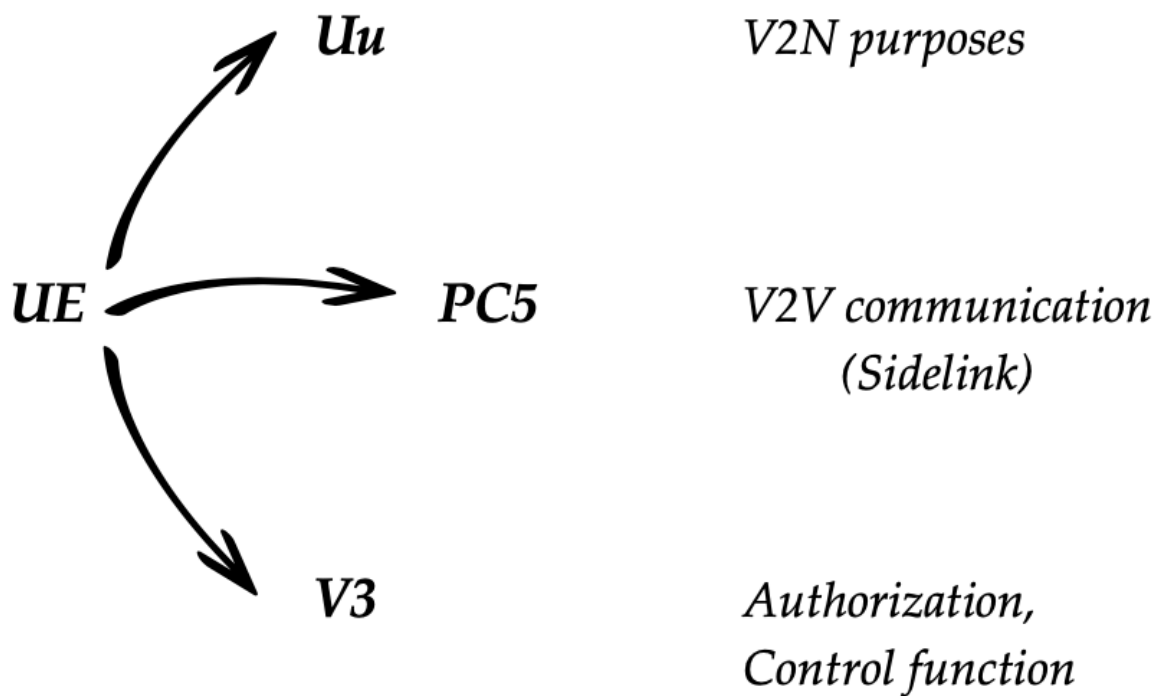 Uu V2N purposes
UE PC5 V2V communication
(Sidelink)
V3 Authorization,
Control function